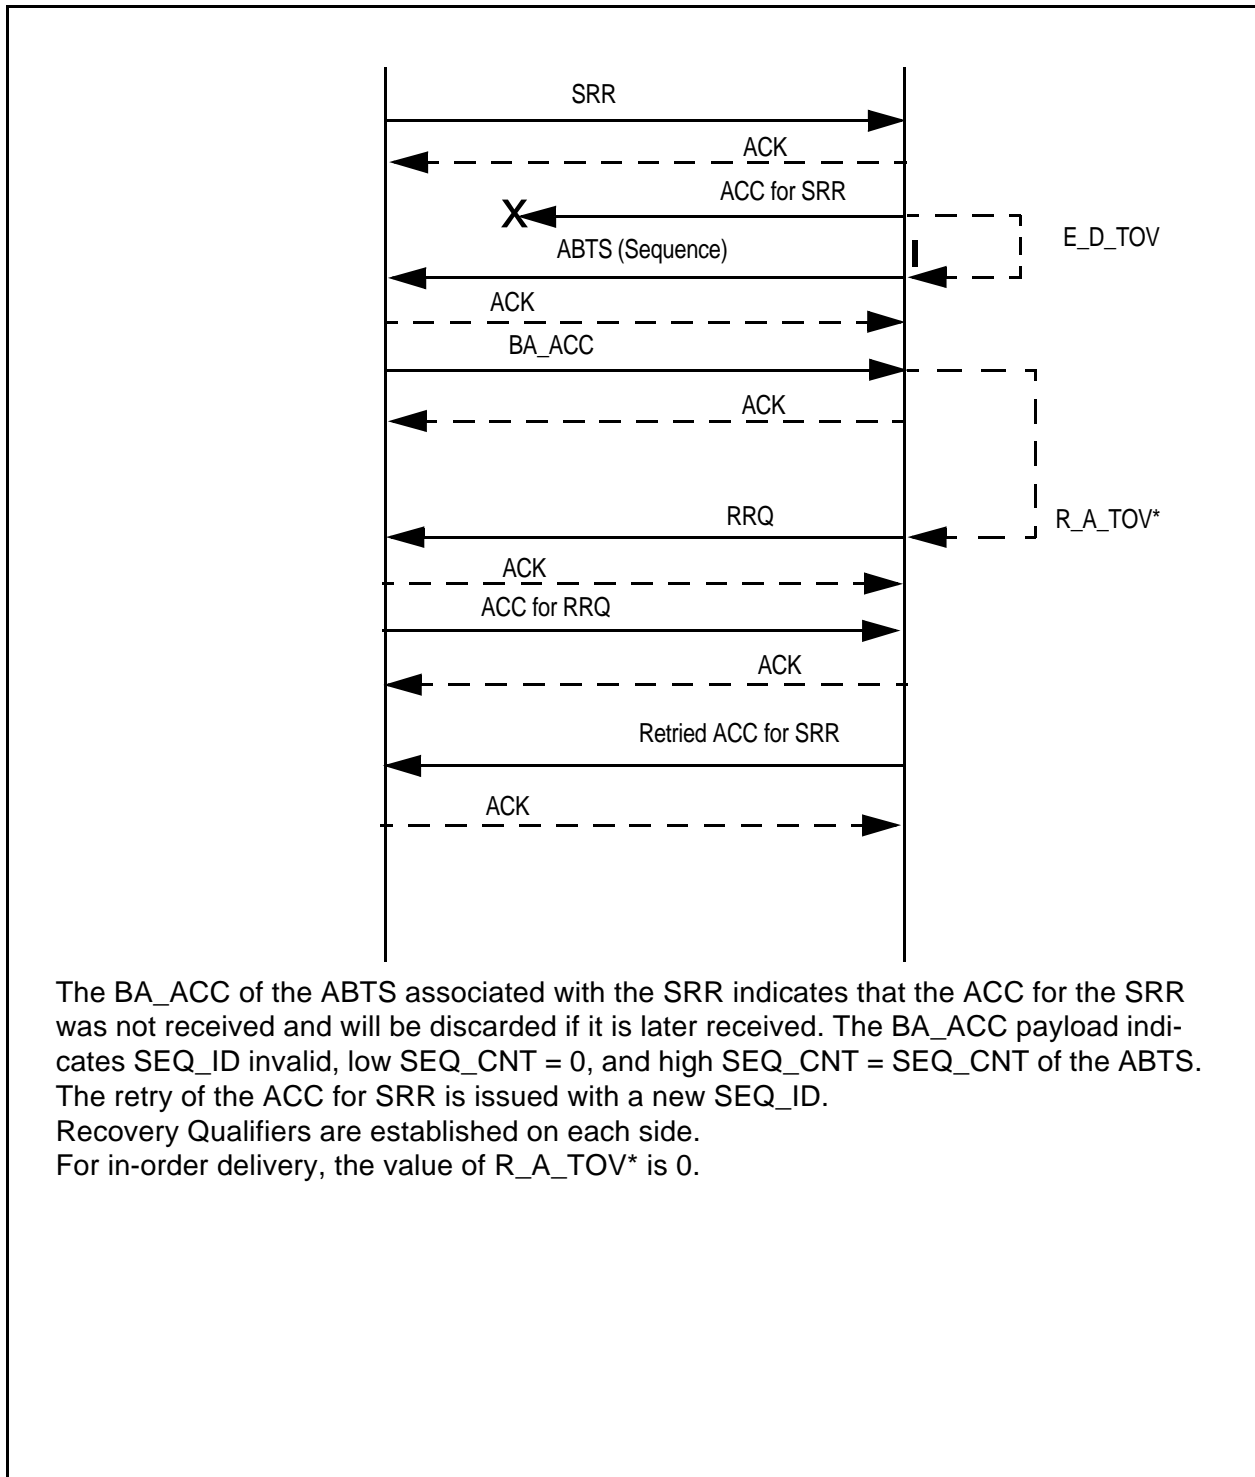 SRR
ACK
ACC for SRR
X
E_D_TOV
ABTS (Sequence)
ACK
BA_ACC
ACK
RRQ
R_A_TOV*
ACK
ACC for RRQ
ACK
Retried ACC for SRR
ACK
The BA_ACC of the ABTS associated with the SRR indicates that the ACC for the SRR
was not received and will be discarded if it is later received. The BA_ACC payload indi-
cates SEQ_ID invalid, low SEQ_CNT = 0, and high SEQ_CNT = SEQ_CNT of the ABTS.
The retry of the ACC for SRR is issued with a new SEQ_ID.
Recovery Qualifiers are established on each side.
For in-order delivery, the value of R_A_TOV* is 0.